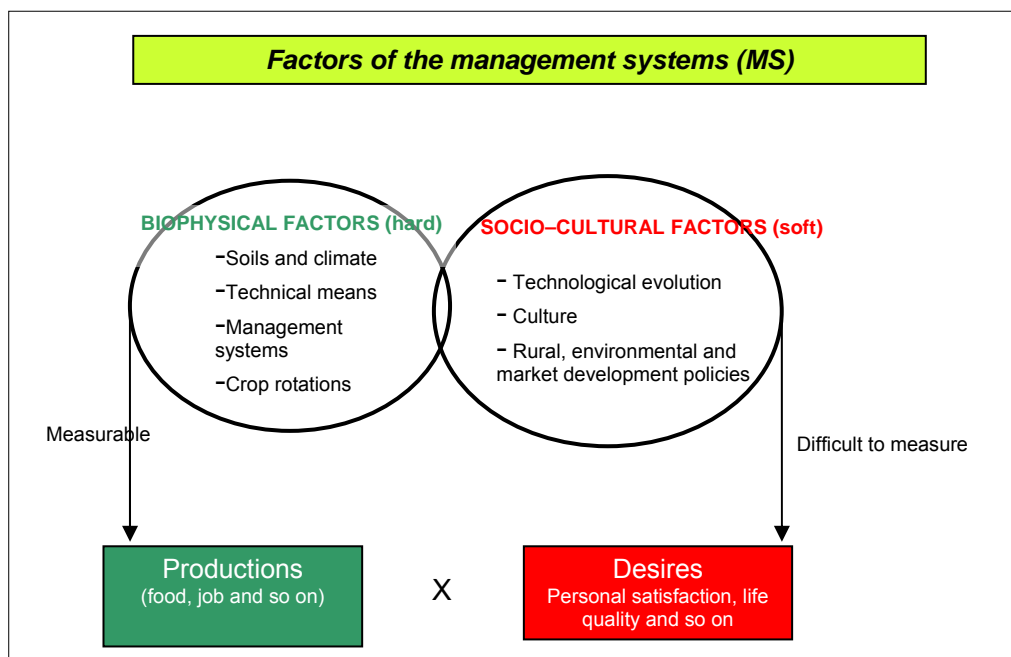 Factors of the management systems (MS)
BIOPHYSICAL FACTORS (hard)
-Soils and climate
-Technical means
-Management
systems
-Crop rotations
SOCIO–CULTURAL FACTORS (soft)
- Technological evolution
- Culture
- Rural, environmental and
market development policies
Measurable
Difficult to measure
Productions
(food, job and so on)
X
Desires
Personal satisfaction, life
quality and so on